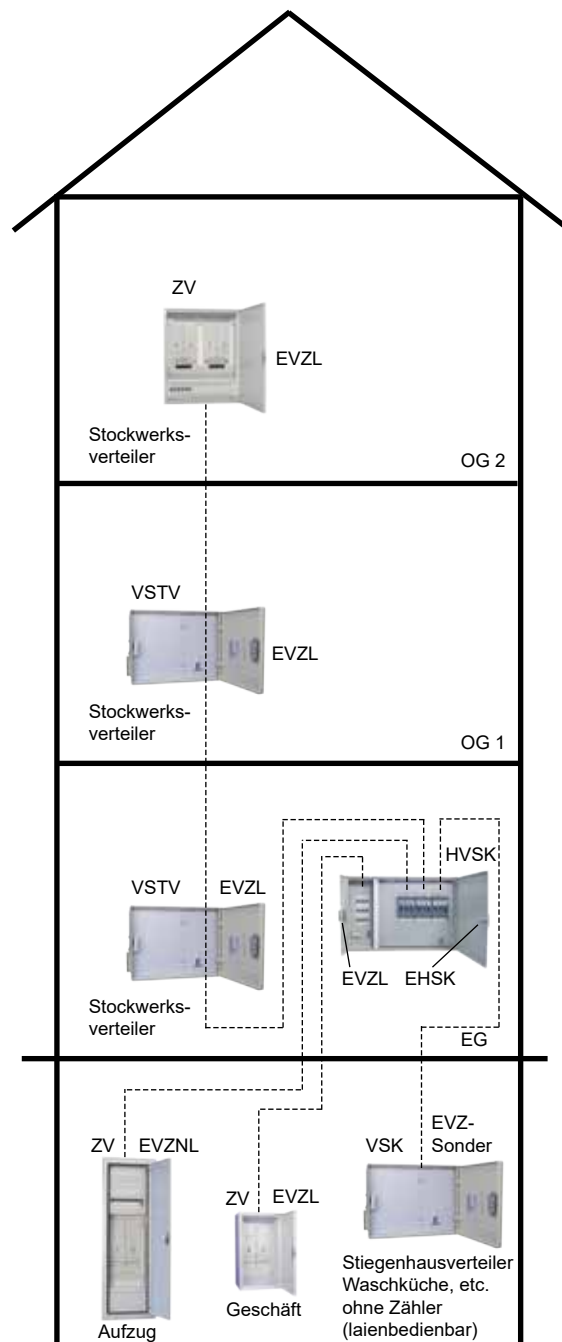 ZV
EVZL
Stockwerks-
verteiler
OG 2
VSTV
EVZL
Stockwerks-
verteiler
OG 1
HVSK
VSTV
EVZL
EVZL
EHSK
Stockwerks-
verteiler
EG
ZV
EVZNL
ZV
EVZL
VSK
EVZ-
Sonder
Aufzug
Geschäft
Stiegenhausverteiler
Waschküche, etc.
ohne Zähler
(laienbedienbar)